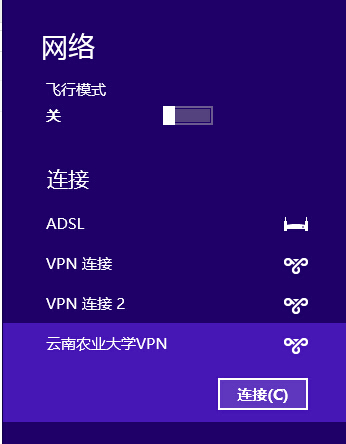 网络
飞行模式
关
连接
ADSL
VPN 连接
VPN 连接 2
云南农业大学VPN
连接(C)